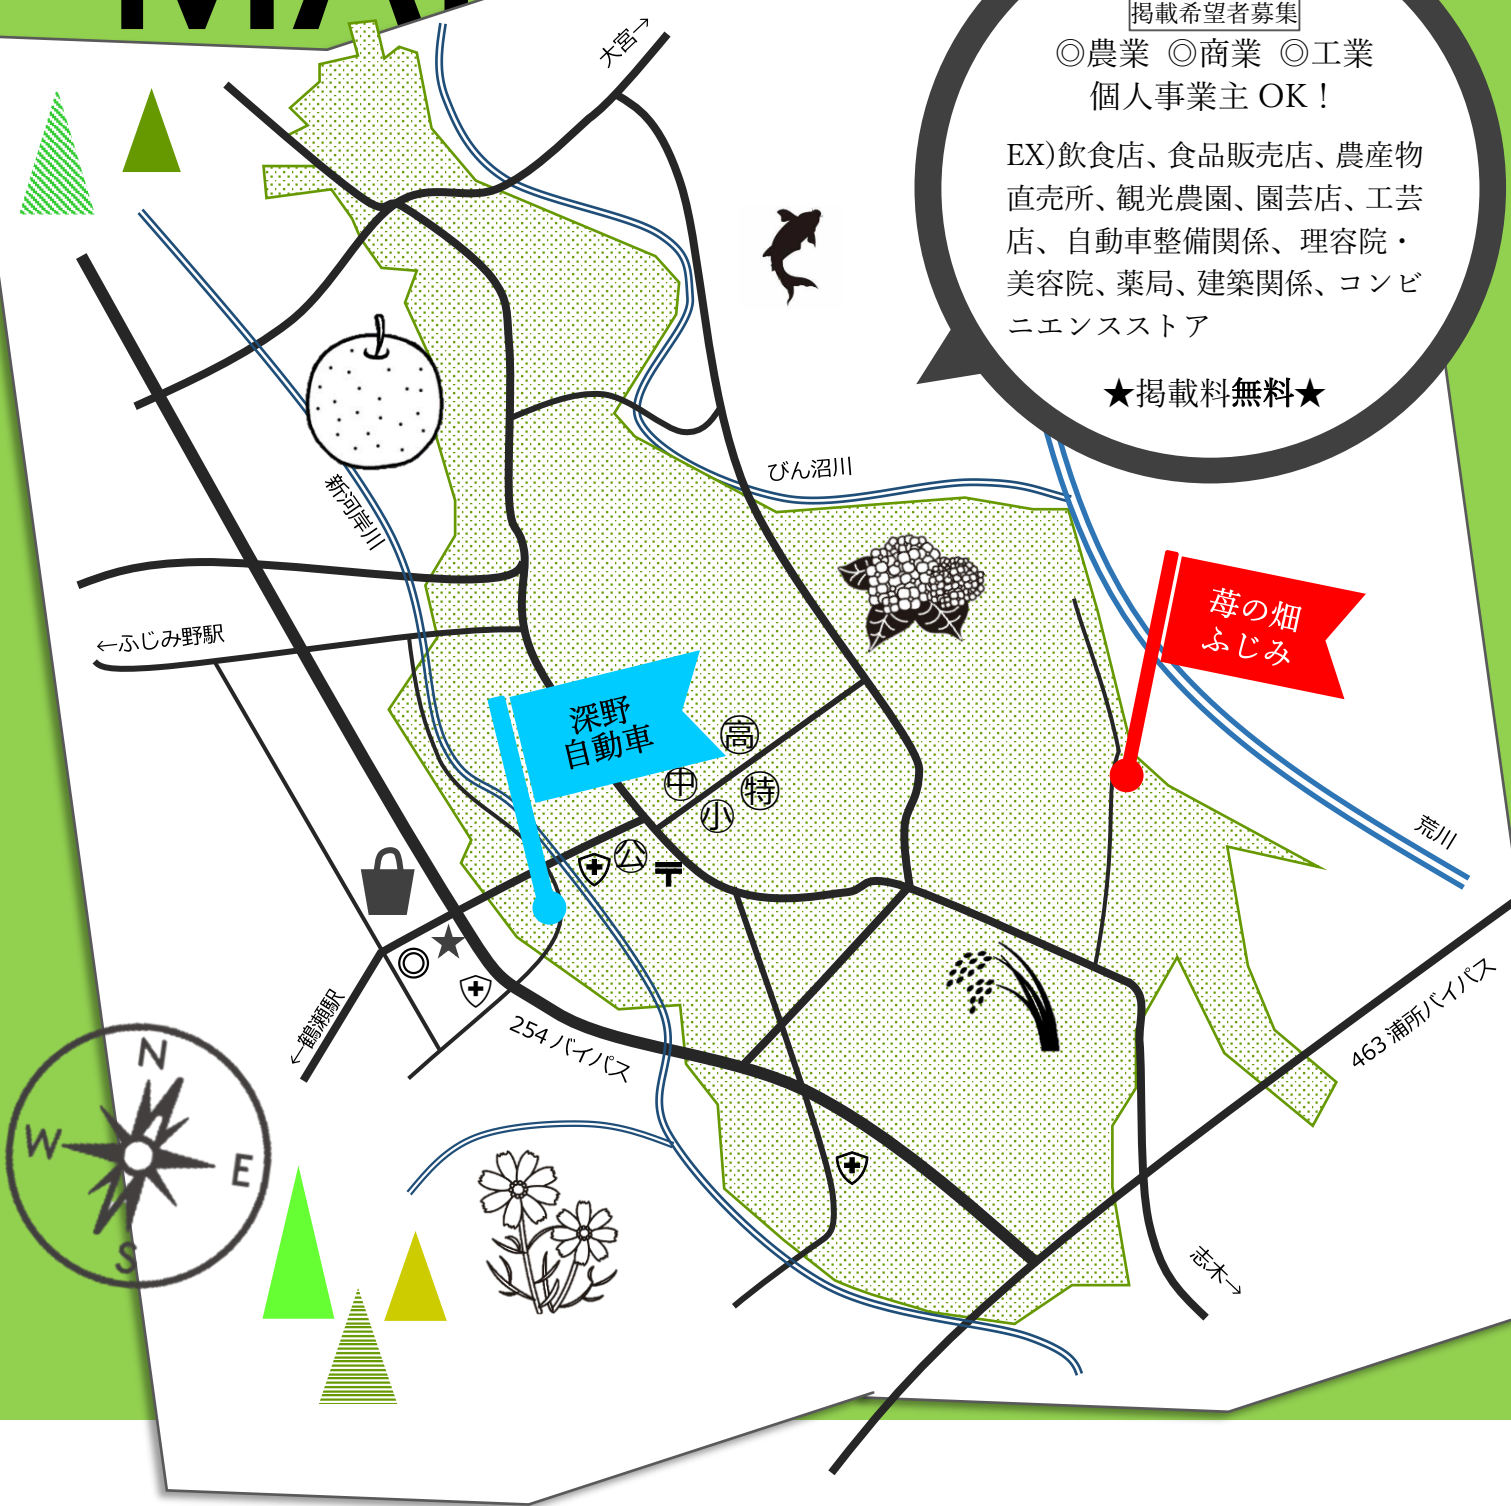 掲載希望者募集
◎農業 ◎商業 ◎工業
個人事業主 OK！
EX)飲食店、食品販売店、農産物
直売所、観光農園、園芸店、工芸
店、自動車整備関係、理容院・
美容院、薬局、建築関係、コンビ
ニエンスストア
★掲載料無料★
大宮→
びん沼川
新河岸川
←ふじみ野駅
苺の畑
ふじみ
深野
自動車
高
中
特
小
公
〒
荒川
463 浦所バイパス
←鶴瀬駅
254 バイパス
志木→
N
W
E
S